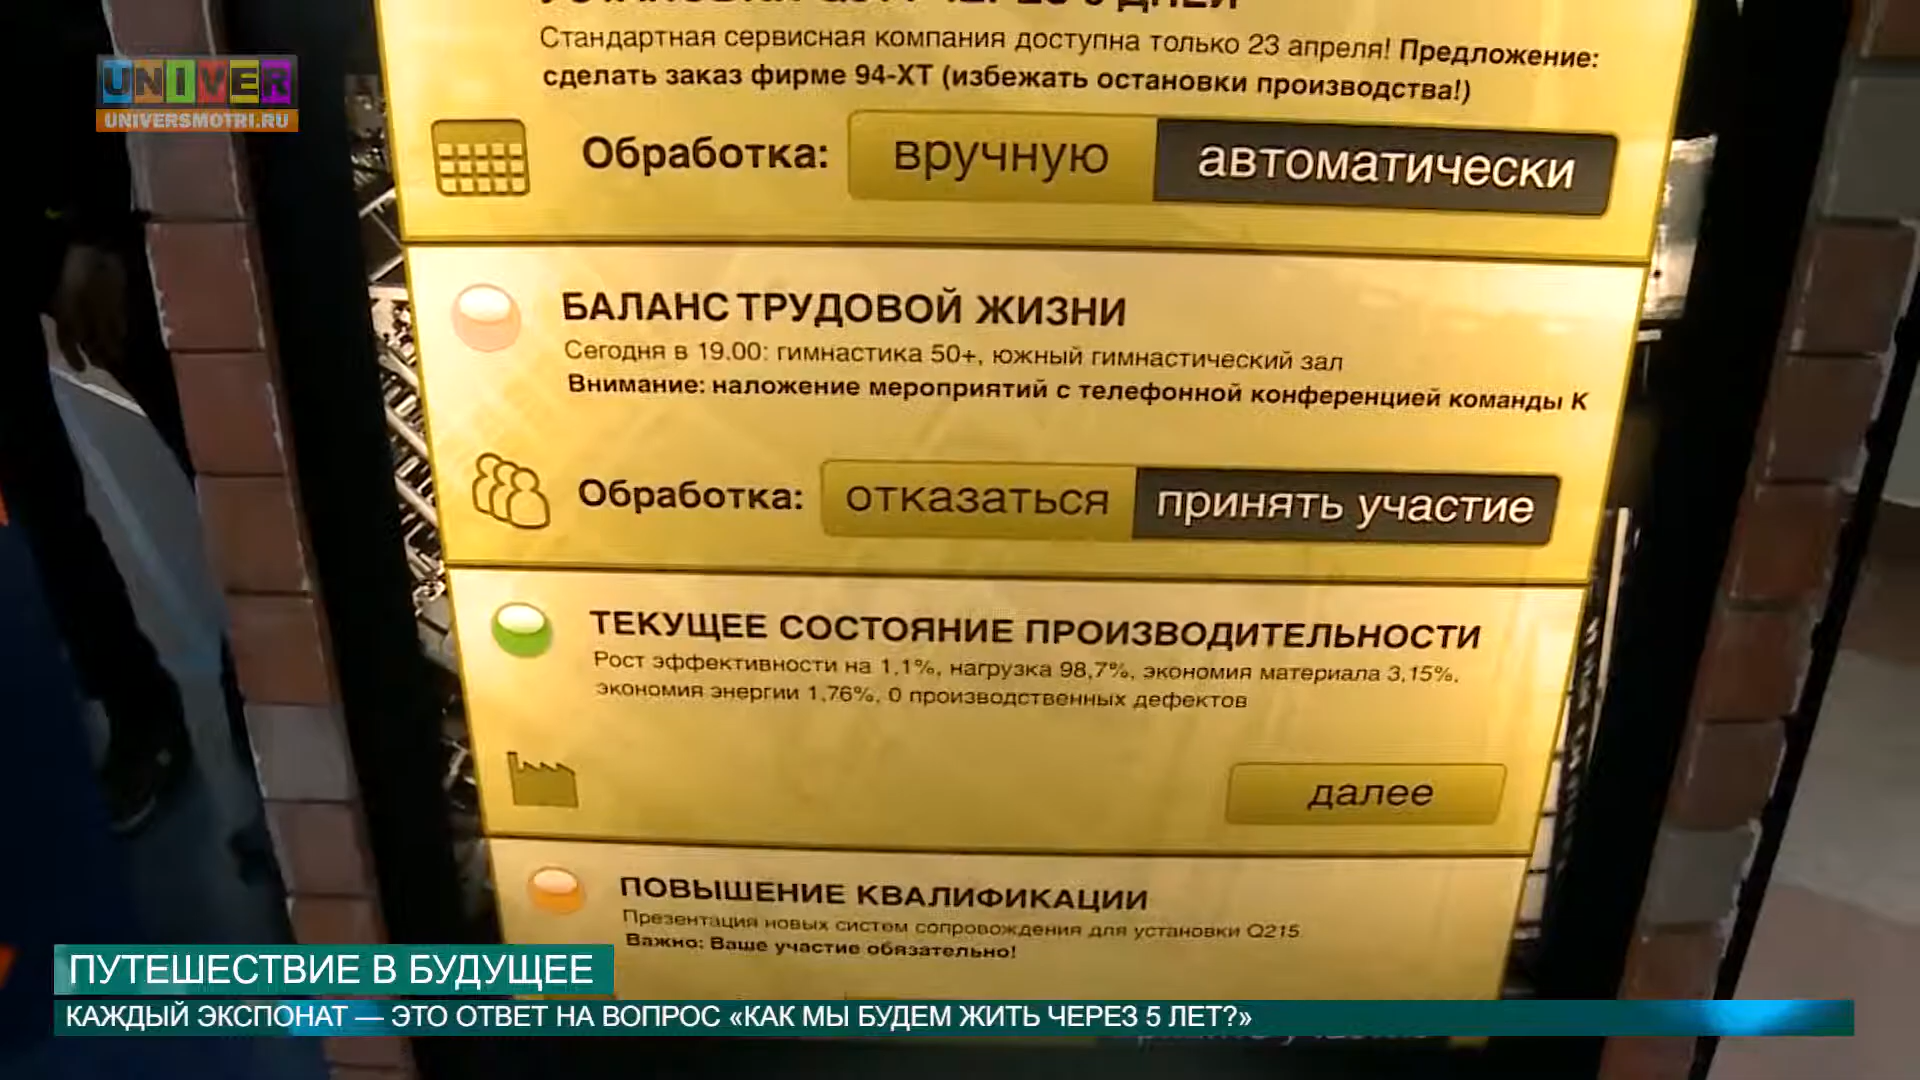 UNIVER
UNIVERSMOTRI.RU
Стандартная сервисная компания доступна только 23 апреля! Предложение:
сделать заказ фирме 94-ХТ (избежать остановки производства!)
Обработка: вручную автоматически
БАЛАНС ТРУДОВОЙ ЖИЗНИ
Сегодня в 19.00: гимнастика 50+, южный гимнастический зал
Внимание: наложение мероприятий с телефонной конференцией команды К
Обработка: отказаться принять участие
ТЕКУЩЕЕ СОСТОЯНИЕ ПРОИЗВОДИТЕЛЬНОСТИ
Рост эффективности на 1,1%, нагрузка 98,7%, экономия материала 3,15%,
экономия энергии 1,76%, 0 производственных дефектов
далее
ПОВЫШЕНИЕ КВАЛИФИКАЦИИ
Презентация новых систем сопровождения для установки Q215
Важно: Ваше участие обязательно!
ПУТЕШЕСТВИЕ В БУДУЩЕЕ
КАЖДЫЙ ЭКСПОНАТ — ЭТО ОТВЕТ НА ВОПРОС «КАК МЫ БУДЕМ ЖИТЬ ЧЕРЕЗ 5 ЛЕТ?»